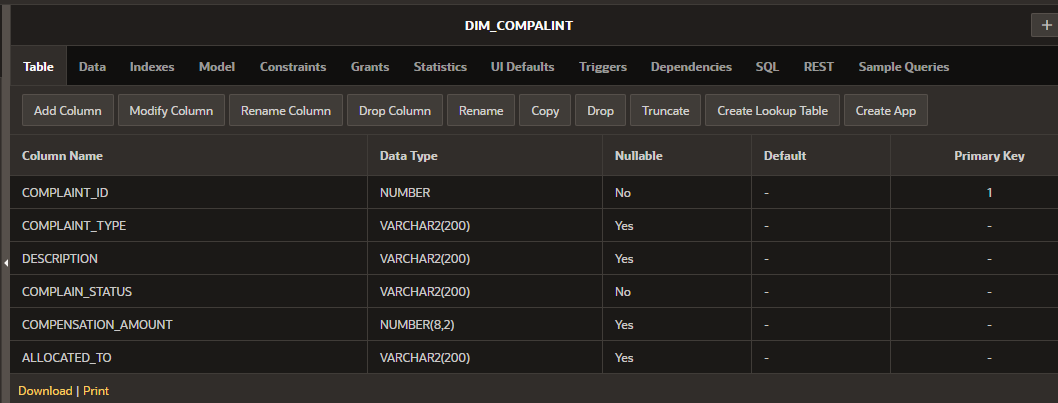 DIM_COMPALINT
+
Table Data Indexes Model Constraints Grants Statistics UI Defaults Triggers Dependencies SQL REST Sample Queries
Add Column Modify Column Rename Column Drop Column Rename Copy Drop Truncate Create Lookup Table Create App
Column Name Data Type Nullable Default Primary Key
COMPLAINT_ID NUMBER No - 1
COMPLAINT_TYPE VARCHAR2(200) Yes - -
DESCRIPTION VARCHAR2(200) Yes - -
COMPLAIN_STATUS VARCHAR2(200) No - -
COMPENSATION_AMOUNT NUMBER(8,2) Yes - -
ALLOCATED_TO VARCHAR2(200) Yes - -
Download | Print